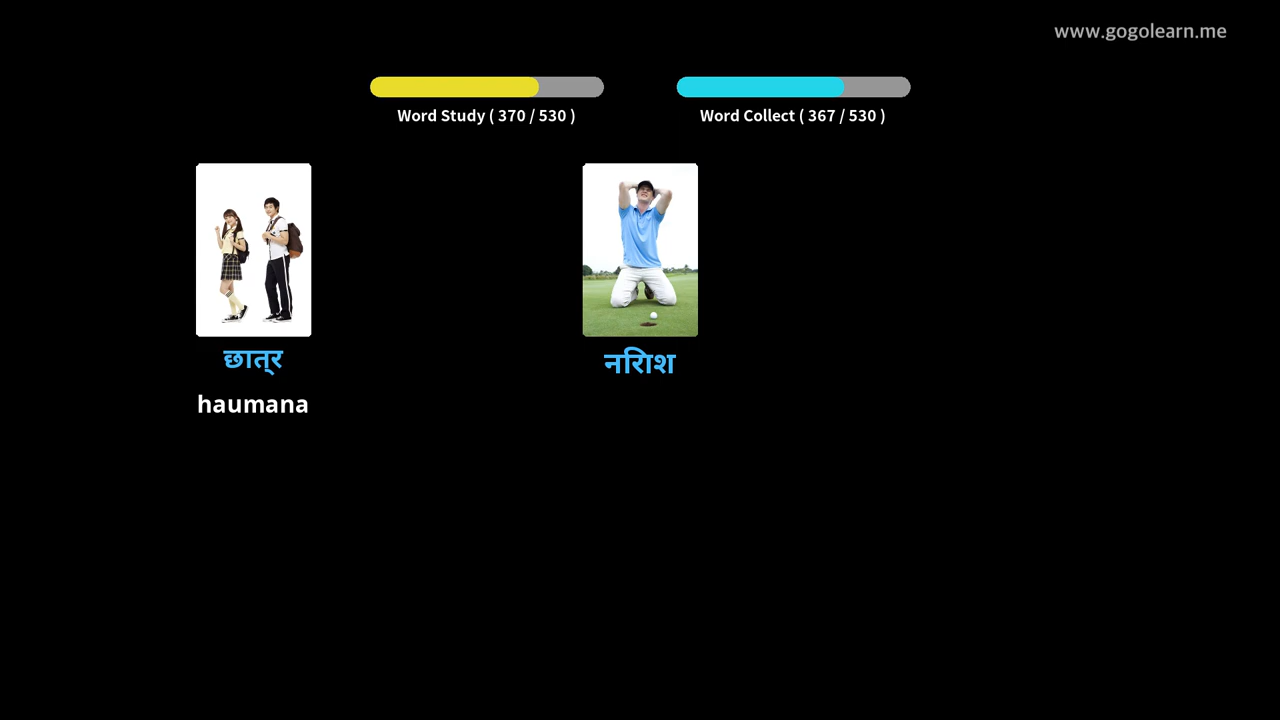 www.gogolearn.me
Word Study ( 370 / 530 )
Word Collect ( 367 / 530 )
छात्र
निराश
haumana